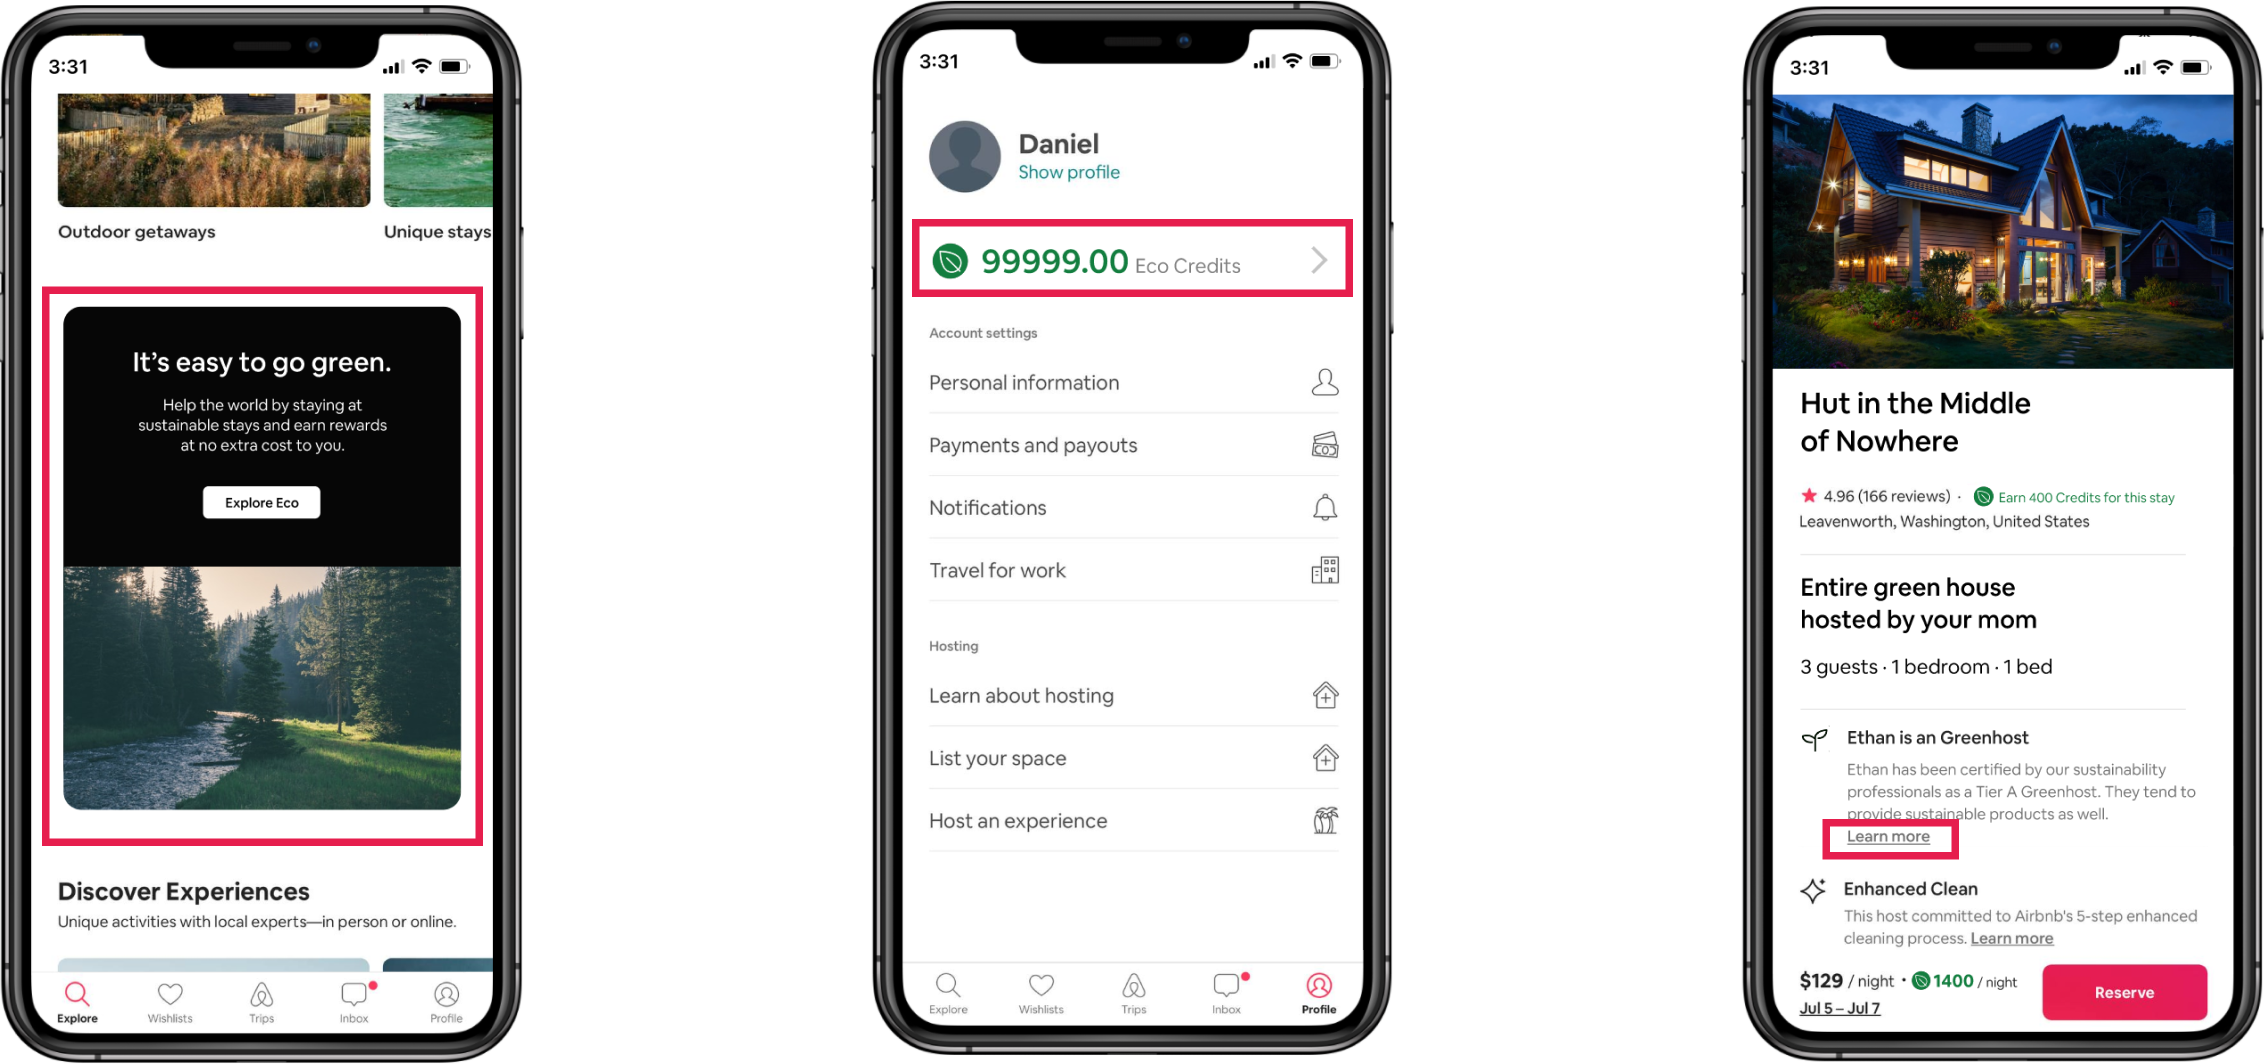 3:31
Outdoor getaways
Unique stays
It's easy to go green.
Help the world by staying at
sustainable stays and earn rewards
at no extra cost to you.
Explore Eco
Discover Experiences
Unique activities with local experts—in person or online.
Explore
Wishlists
Trips
Inbox
Profile
3:31
Daniel
Show profile
99999.00 Eco Credits
Account settings
Personal information
Payments and payouts
Notifications
Travel for work
Hosting
Learn about hosting
List your space
Host an experience
Explore
Wishlists
Trips
Inbox
Profile
3:31
Hut in the Middle
of Nowhere
4.96 (166 reviews) · Earn 400 Credits for this stay
Leavenworth, Washington, United States
Entire green house
hosted by your mom
3 guests · 1 bedroom · 1 bed
Ethan is an Greenhost
Ethan has been certified by our sustainability
professionals as a Tier A Greenhost. They tend to
provide sustainable products as well.
Learn more
Enhanced Clean
This host committed to Airbnb's 5-step enhanced
cleaning process. Learn more
$129 / night · 1400 / night
Jul 5 – Jul 7
Reserve